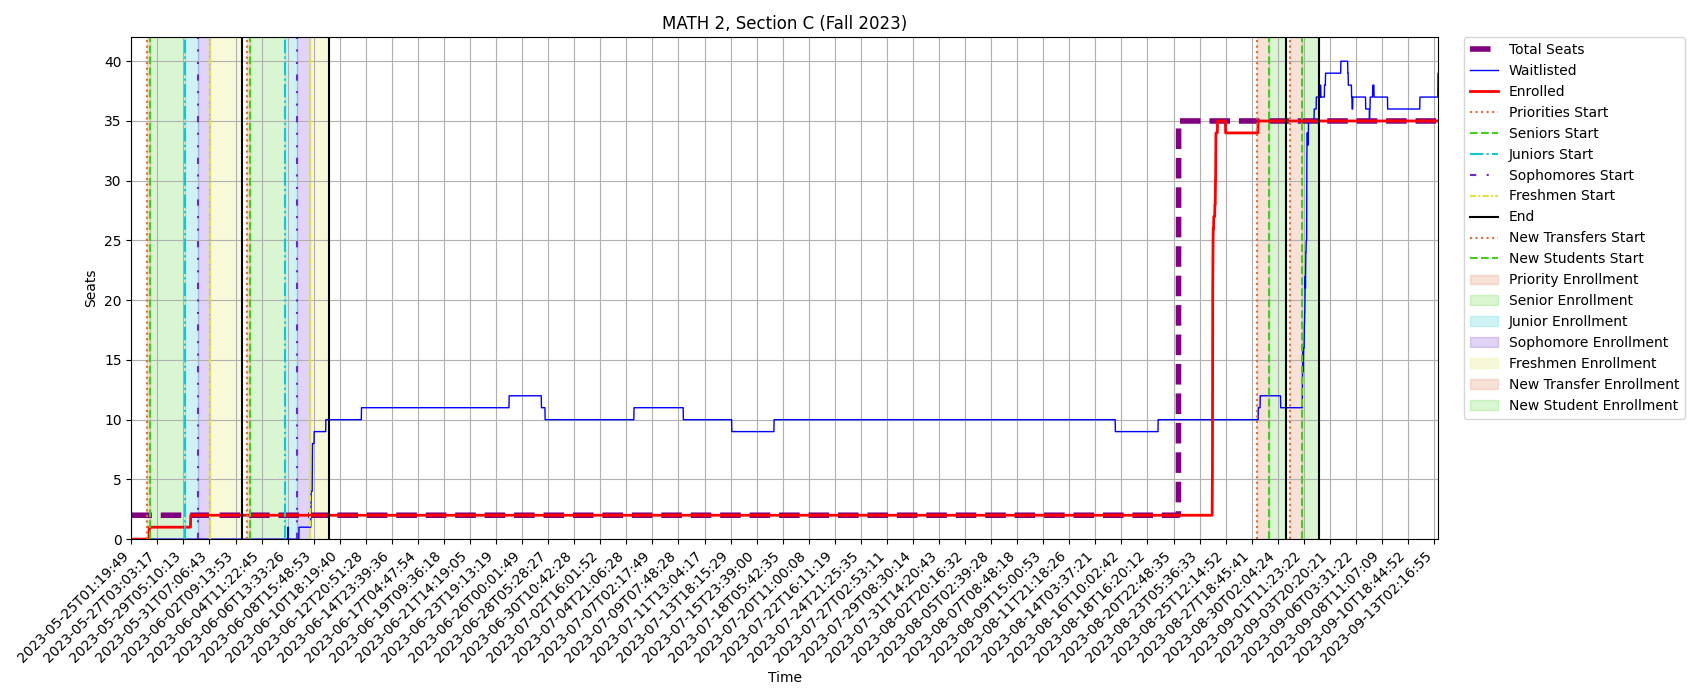 MATH 2, Section C (Fall 2023)
Seats
40
35
30
25
20
15
10
5
0
2023-05-25T01:19:49
2023-05-27T03:03:17
2023-05-29T05:10:13
2023-05-31T07:06:43
2023-06-02T09:13:53
2023-06-04T11:22:45
2023-06-06T13:33:26
2023-06-08T15:48:53
2023-06-10T18:19:40
2023-06-12T20:51:28
2023-06-14T23:39:36
2023-06-17T04:47:54
2023-06-19T09:36:18
2023-06-21T14:19:05
2023-06-23T19:13:19
2023-06-26T00:01:49
2023-06-28T05:28:27
2023-06-30T10:42:28
2023-07-02T16:01:52
2023-07-04T21:06:28
2023-07-07T02:17:49
2023-07-09T07:48:28
2023-07-11T13:04:17
2023-07-13T18:15:29
2023-07-15T23:39:00
2023-07-18T05:42:35
2023-07-20T11:00:08
2023-07-22T16:11:19
2023-07-24T21:25:35
2023-07-27T02:53:11
2023-07-29T08:30:14
2023-07-31T14:20:43
2023-08-02T20:16:32
2023-08-05T02:39:28
2023-08-07T08:48:18
2023-08-09T15:00:53
2023-08-11T21:18:26
2023-08-14T03:37:21
2023-08-16T10:02:42
2023-08-18T16:20:12
2023-08-20T22:48:35
2023-08-23T05:36:33
2023-08-25T12:14:52
2023-08-27T18:45:41
2023-08-30T02:04:24
2023-09-01T11:23:22
2023-09-03T20:20:21
2023-09-06T03:31:22
2023-09-08T11:07:09
2023-09-10T18:44:52
2023-09-13T02:16:55
Time
Total Seats
Waitlisted
Enrolled
Priorities Start
Seniors Start
Juniors Start
Sophomores Start
Freshmen Start
End
New Transfers Start
New Students Start
Priority Enrollment
Senior Enrollment
Junior Enrollment
Sophomore Enrollment
Freshmen Enrollment
New Transfer Enrollment
New Student Enrollment